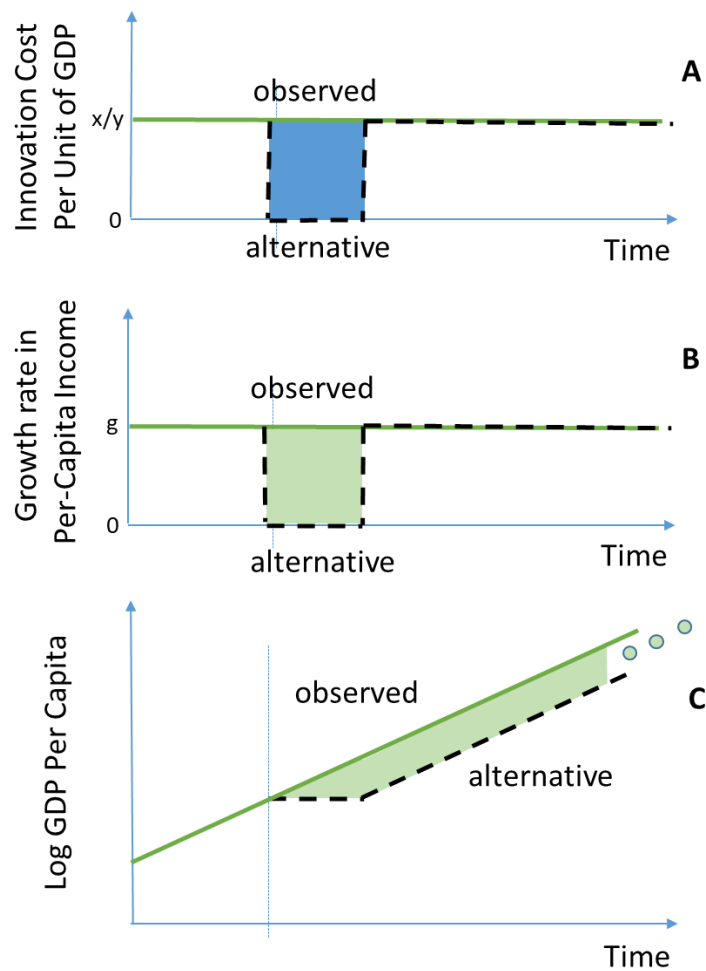 Innovation Cost
Per Unit of GDP
A
observed
x/y
0
alternative
Time
Growth rate in
Per-Capita Income
B
observed
g
0
alternative
Time
Log GDP Per Capita
observed
C
alternative
Time